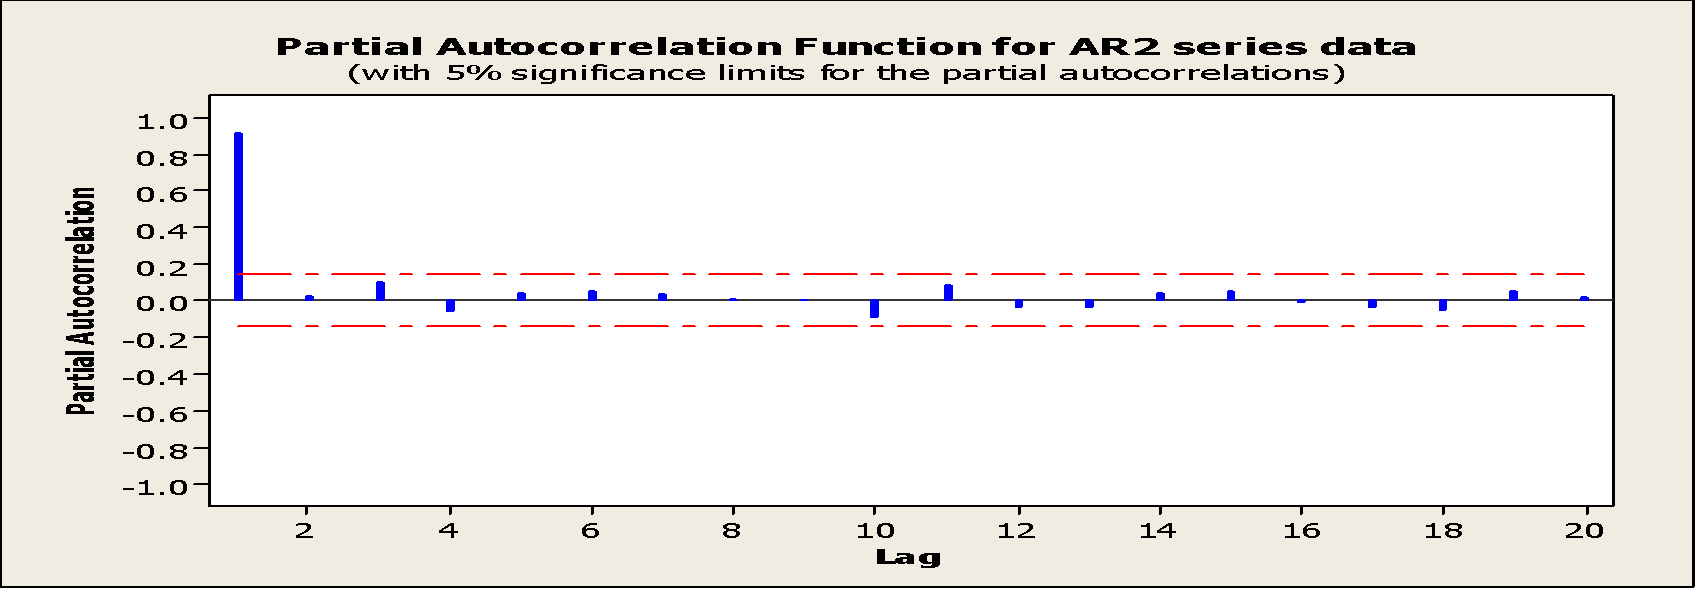 Partial Autocorrelation Function for AR2 series data
(with 5% significance limits for the partial autocorrelations)
Partial Autocorrelation
1.0
0.8
0.6
0.4
0.2
0.0
-0.2
-0.4
-0.6
-0.8
-1.0
2 4 6 8 10 12 14 16 18 20
Lag